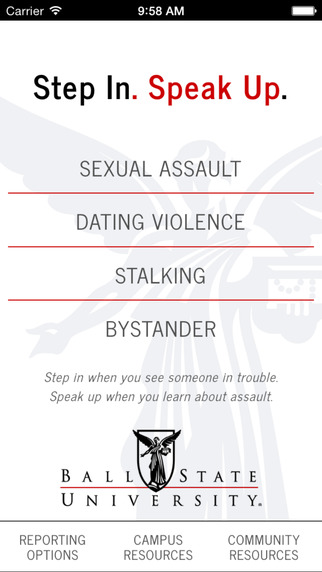 Carrier 9:58 AM
Step In. Speak Up.
SEXUAL ASSAULT
DATING VIOLENCE
STALKING
BYSTANDER
Step in when you see someone in trouble.
Speak up when you learn about assault.
BALL STATE
UNIVERSITY®
REPORTING CAMPUS COMMUNITY
OPTIONS RESOURCES RESOURCES